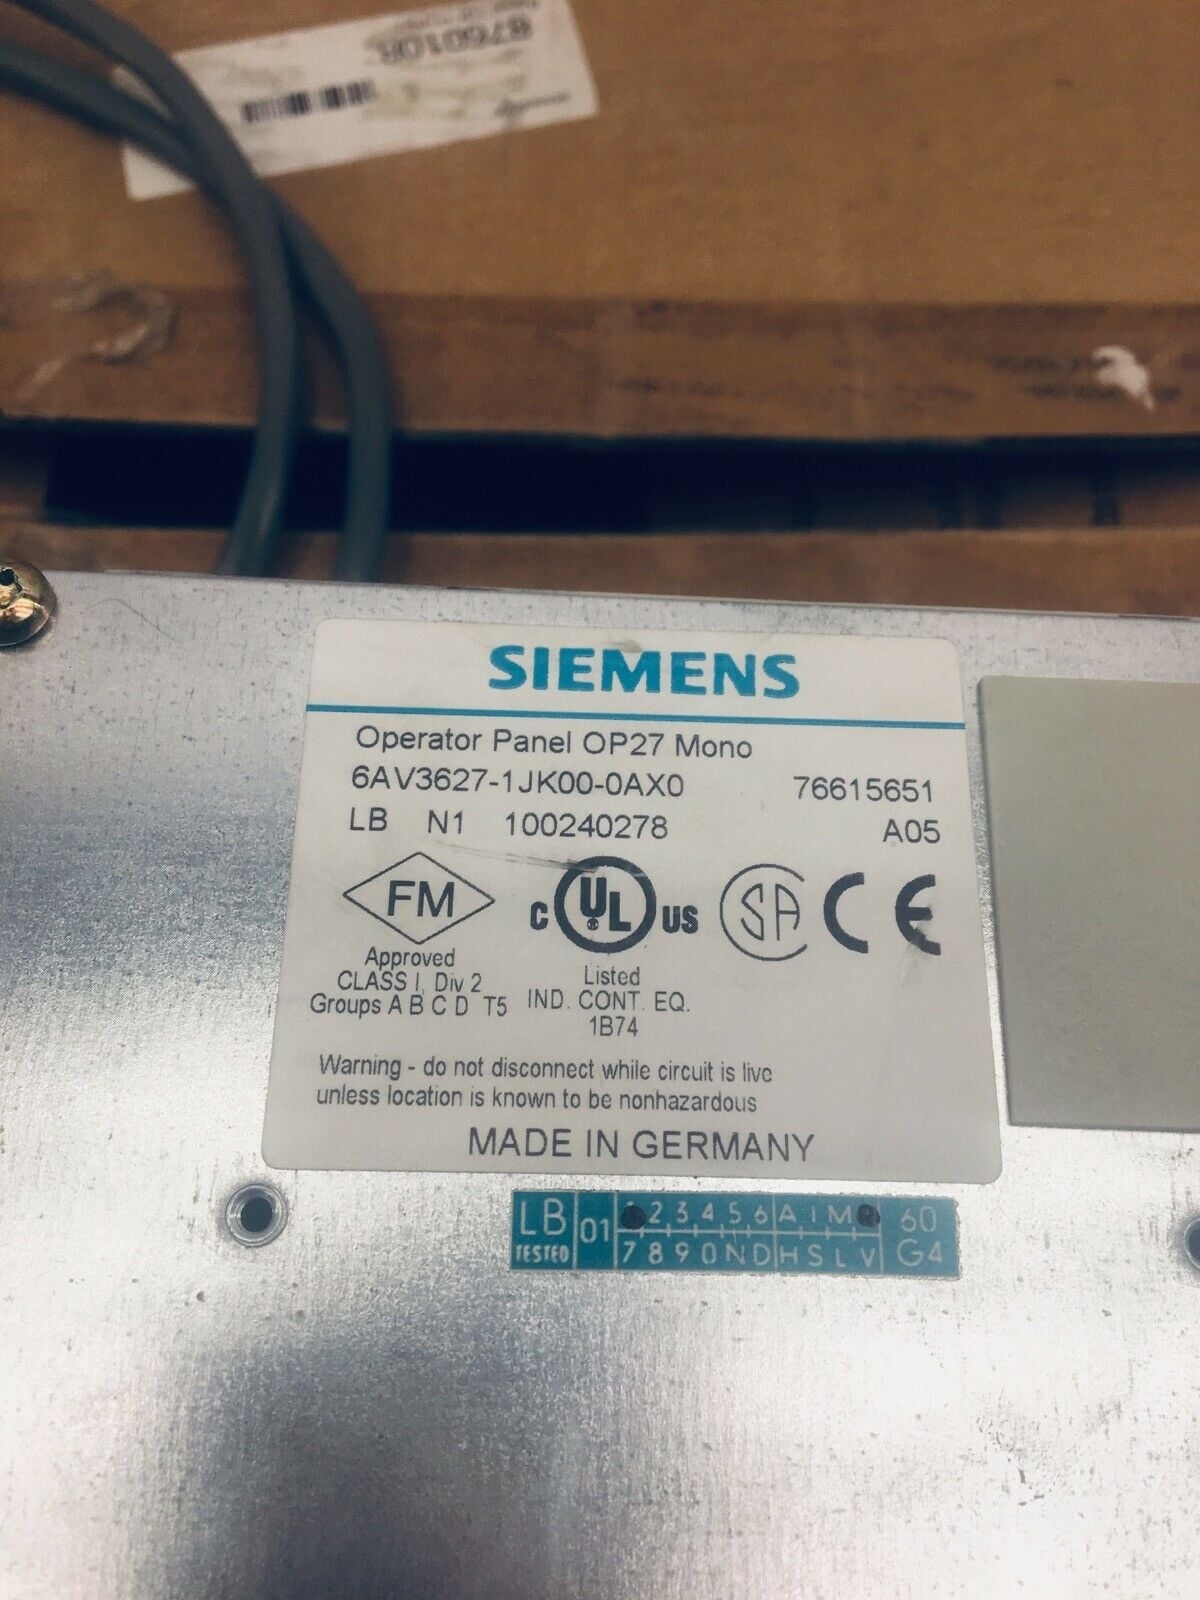 876010B
SIEMENS
Operator Panel OP27 Mono
6AV3627-1JK00-0AX0 76615651
LB N1 100240278 A05
FM
Approved
CLASS I, Div 2
Groups A B C D T5
C UL US
Listed
IND. CONT. EQ.
1B74
SA CE
Warning - do not disconnect while circuit is live
unless location is known to be nonhazardous
MADE IN GERMANY
LB 01 2 3 4 5 6 A I M 60
TESTED 7 8 9 0 N D H S L V G4